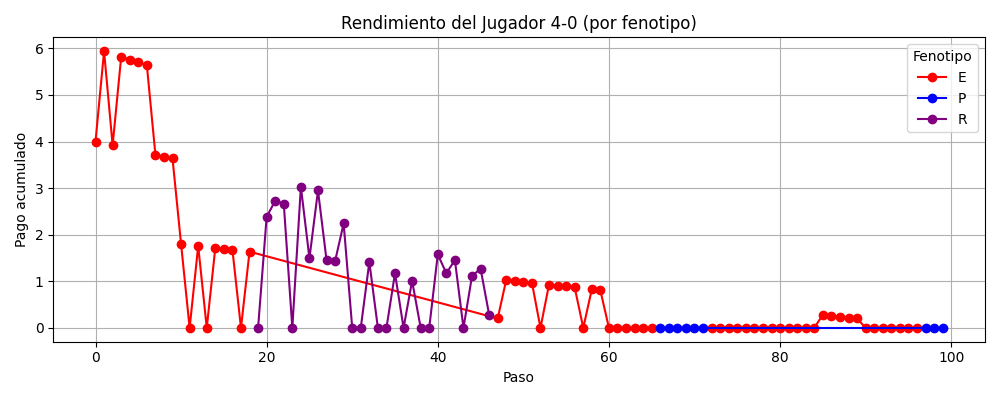 Rendimiento del Jugador 4-0 (por fenotipo)
Pago acumulado
6
5
4
3
2
1
0
Fenotipo
E
P
R
0 20 40 60 80 100
Paso